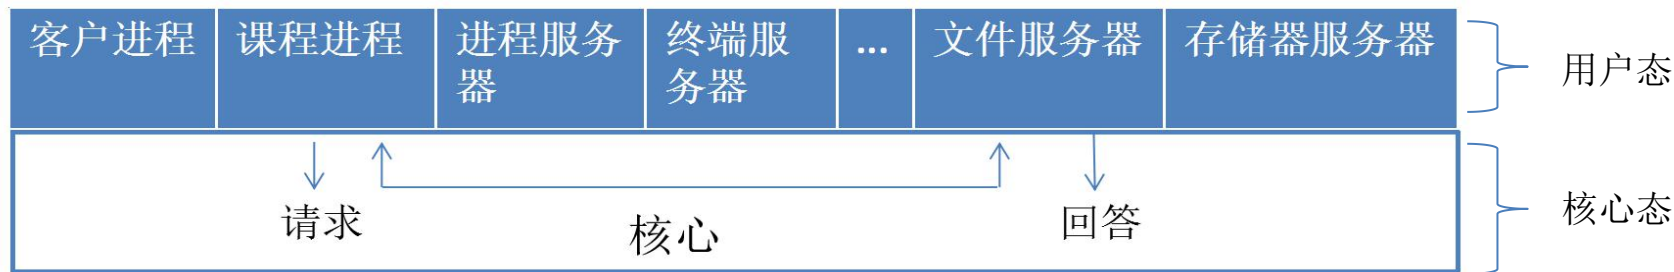 客户进程
课程进程
进程服务
器
终端服
务器
...
文件服务器
存储器服务器
用户态
请求
核心
回答
核心态